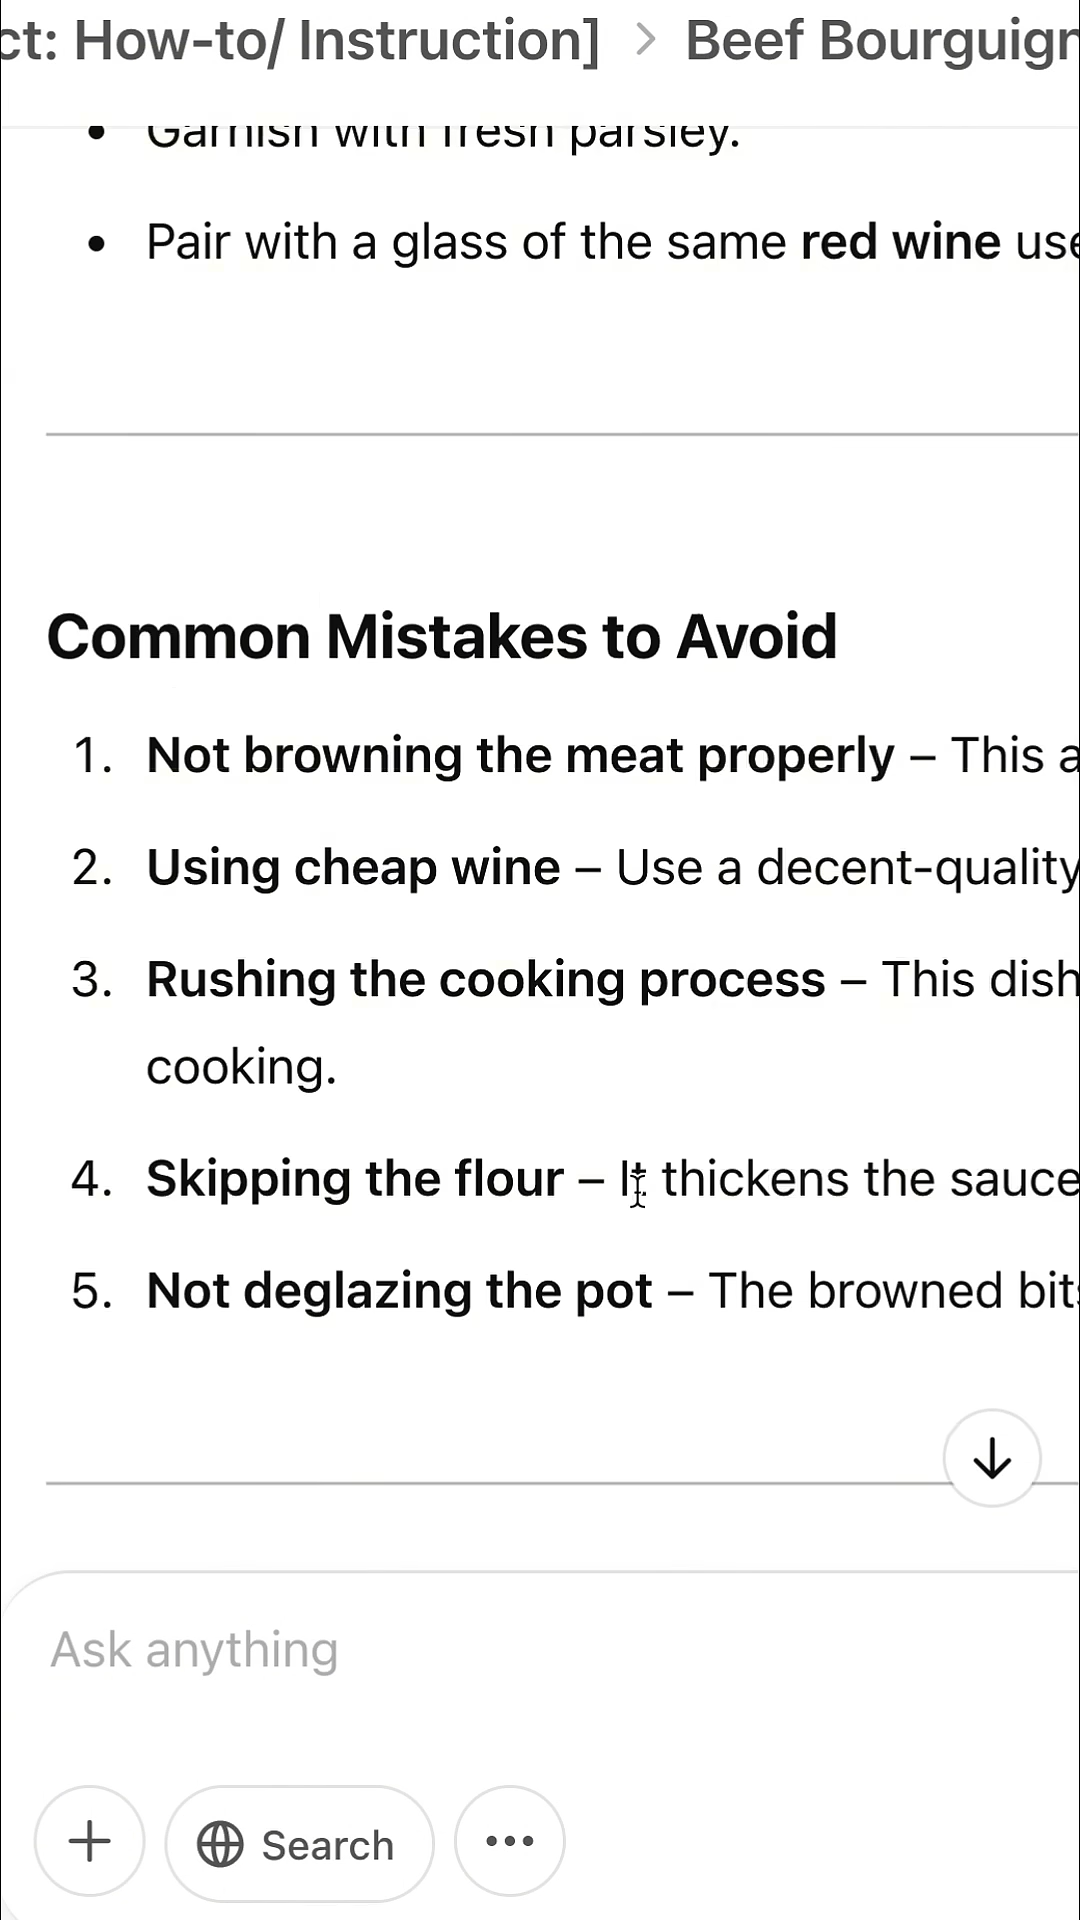 ct: How-to/ Instruction] > Beef Bourguign
• Garnish with fresh parsley.
• Pair with a glass of the same red wine use
Common Mistakes to Avoid
1. Not browning the meat properly – This a
2. Using cheap wine – Use a decent-quality
3. Rushing the cooking process – This dish
cooking.
4. Skipping the flour – It thickens the sauce
5. Not deglazing the pot – The browned bits
Ask anything
Search